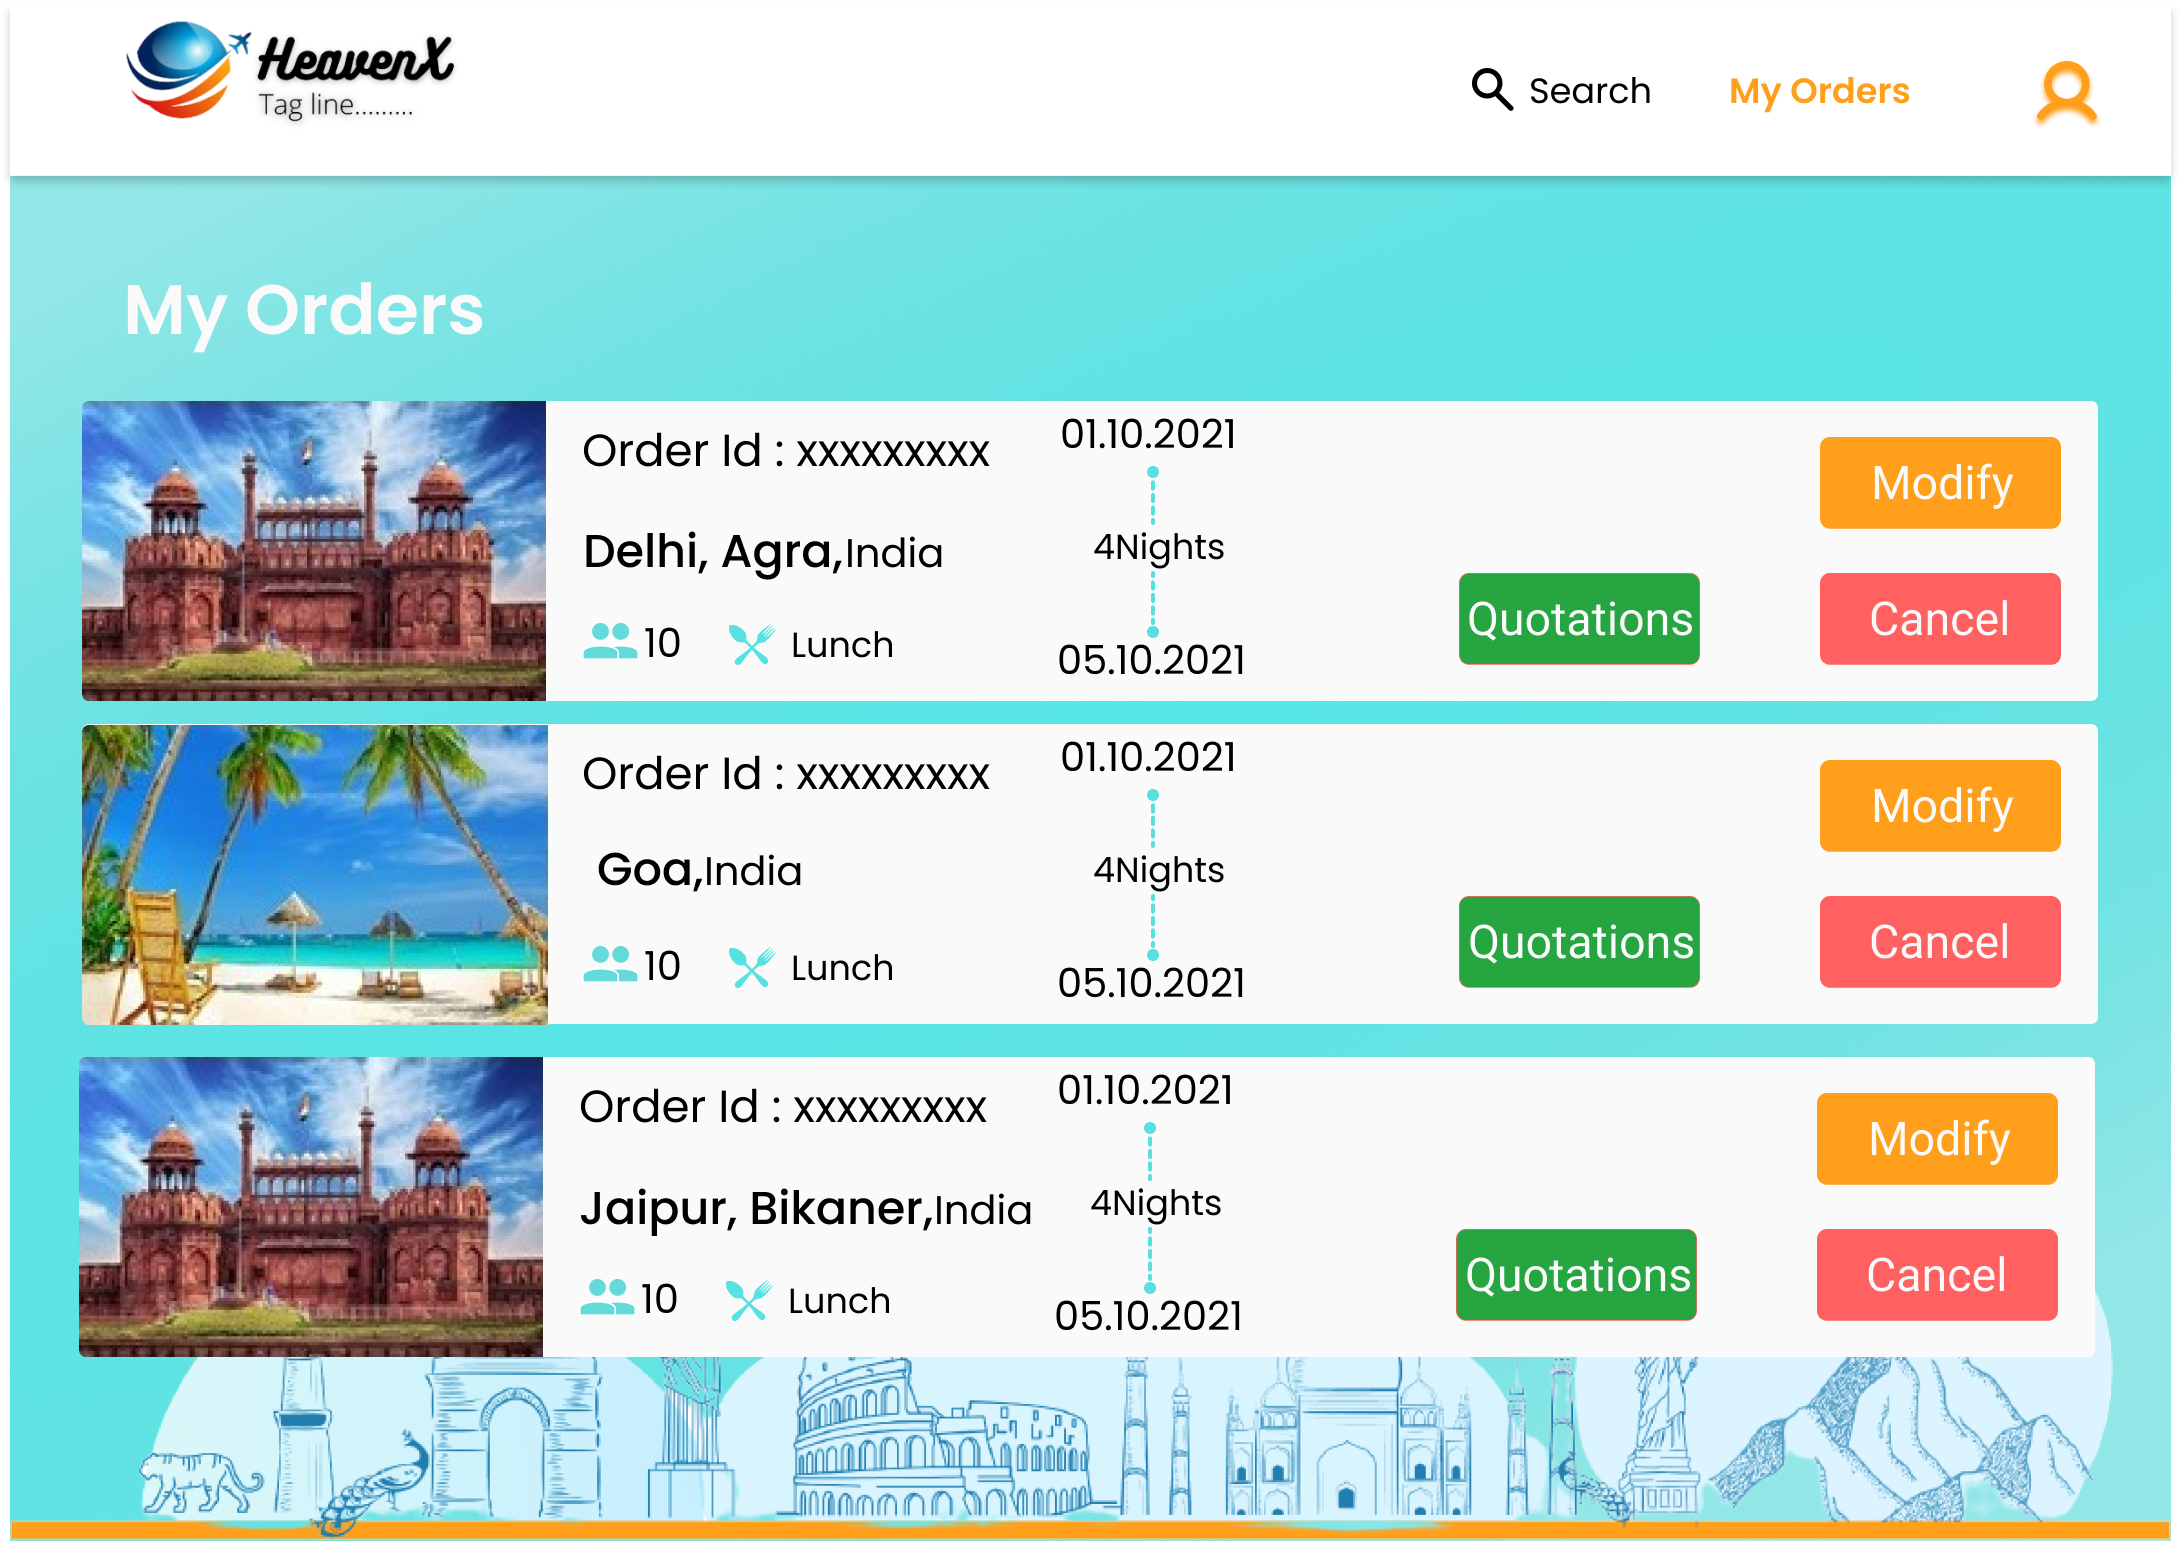 HeavenX
Tag line.........
Search
My Orders
My Orders
Order Id : xxxxxxxxx
01.10.2021
Modify
Delhi, Agra,India
4Nights
Quotations
Cancel
10
Lunch
05.10.2021
Order Id : xxxxxxxxx
01.10.2021
Modify
Goa,India
4Nights
Quotations
Cancel
10
Lunch
05.10.2021
Order Id : xxxxxxxxx
01.10.2021
Modify
Jaipur, Bikaner,India
4Nights
Quotations
Cancel
10
Lunch
05.10.2021